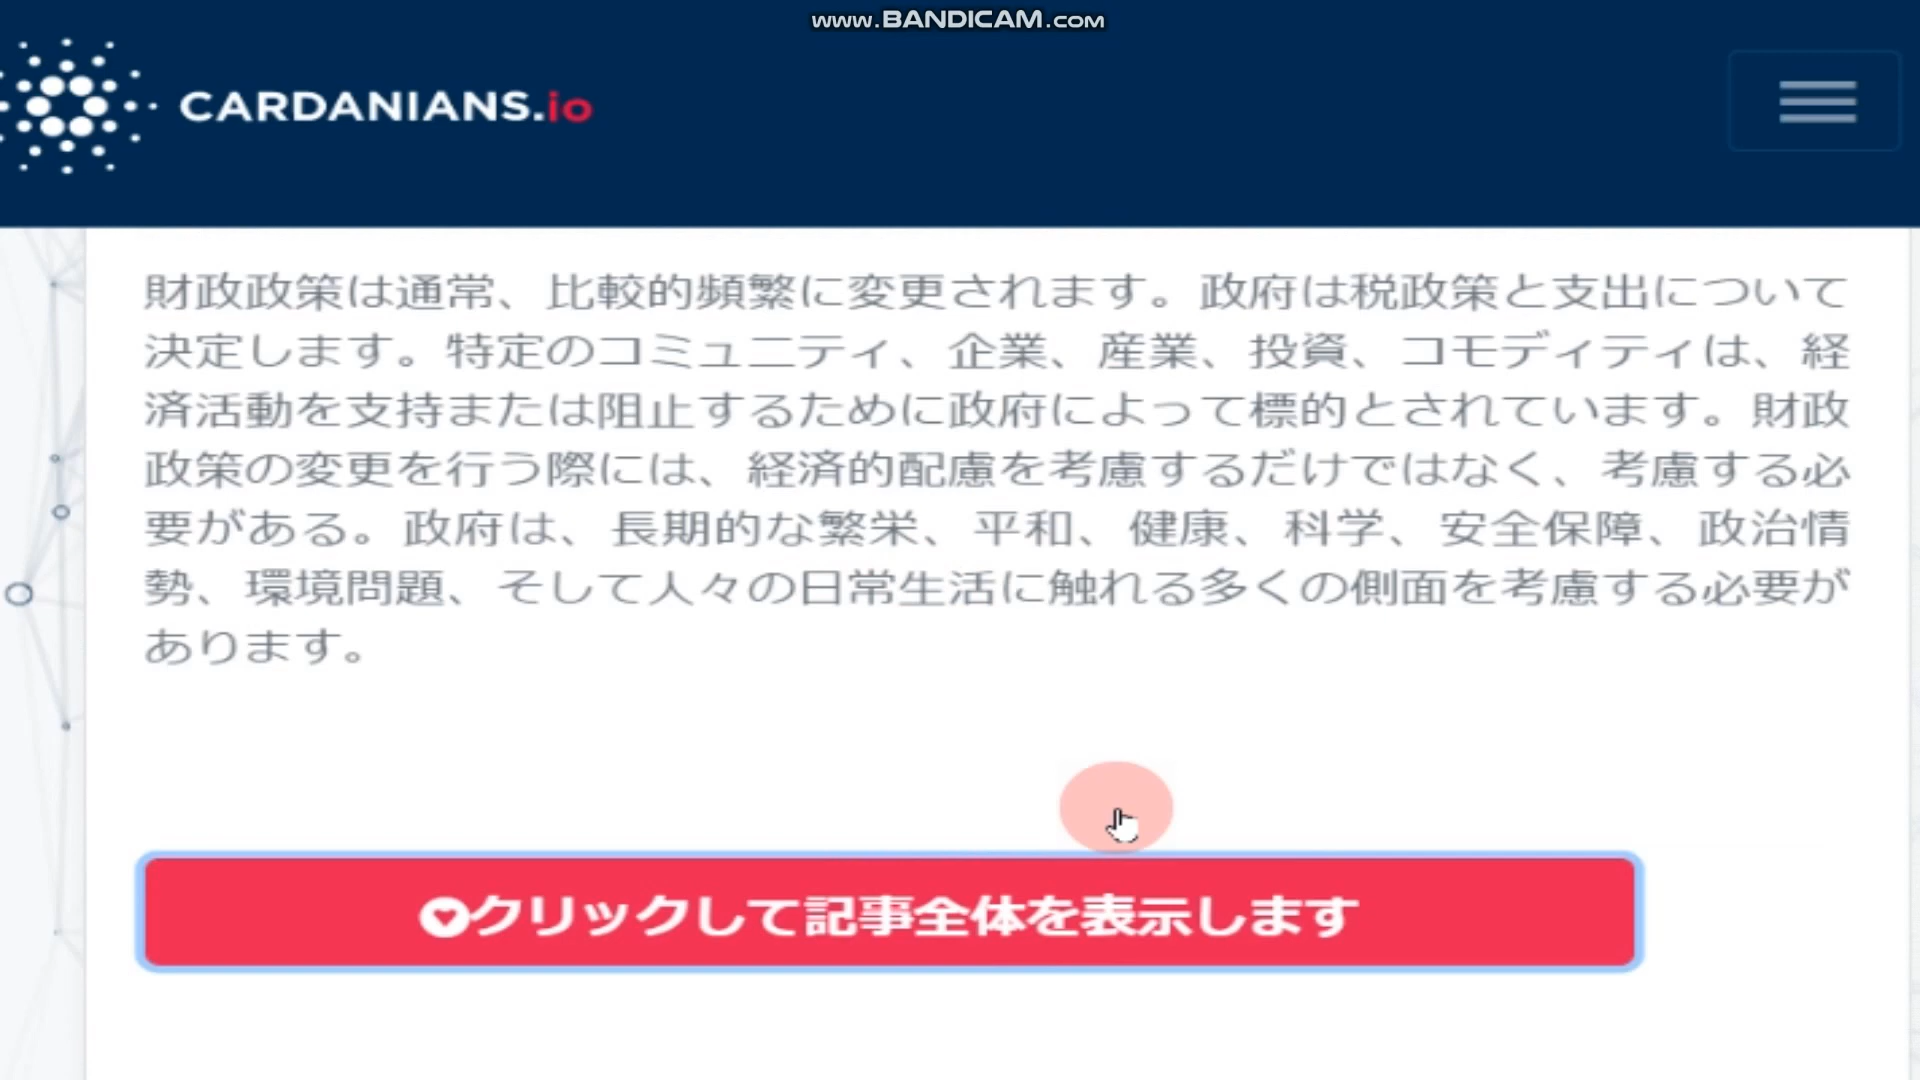 www.BANDICAM.com
CARDANIANS.io
財政政策は通常、比較的頻繁に変更されます。政府は税政策と支出について
決定します。特定のコミュニティ、企業、産業、投資、コモディティは、経
済活動を支持または阻止するために政府によって標的とされています。財政
政策の変更を行う際には、経済的配慮を考慮するだけではなく、考慮する必
要がある。政府は、長期的な繁栄、平和、健康、科学、安全保障、政治情
勢、環境問題、そして人々の日常生活に触れる多くの側面を考慮する必要が
あります。
クリックして記事全体を表示します